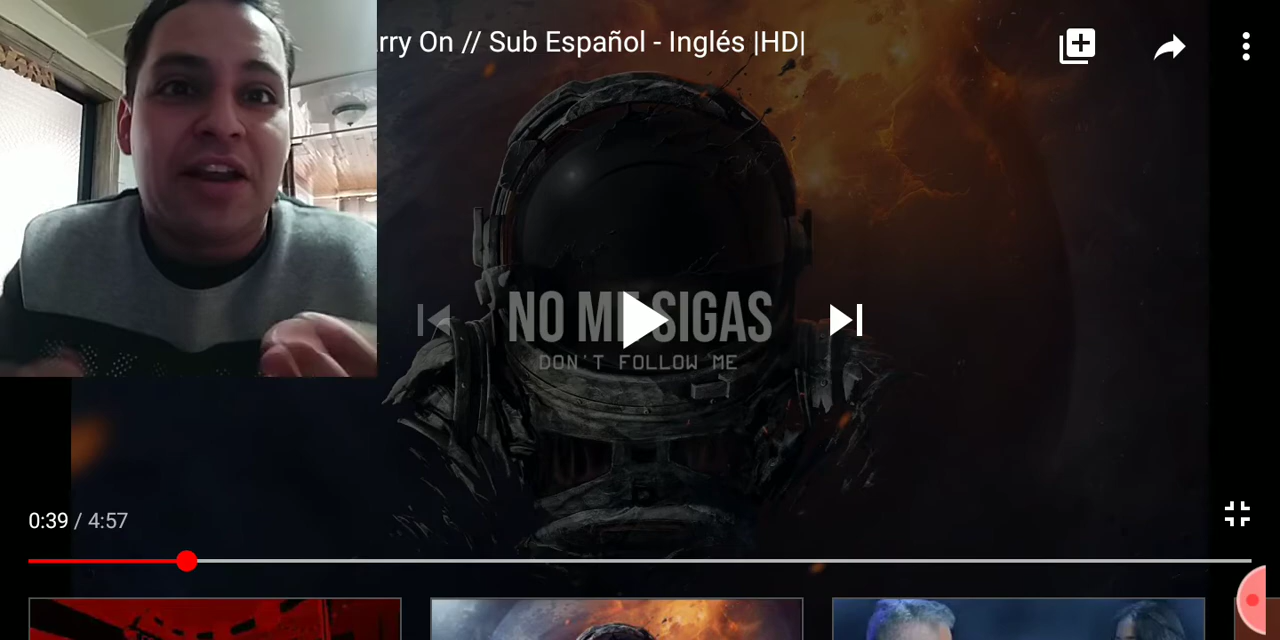 rry On // Sub Español - Inglés |HD|
NO ME SIGAS
DON'T FOLLOW ME
0:39 / 4:57